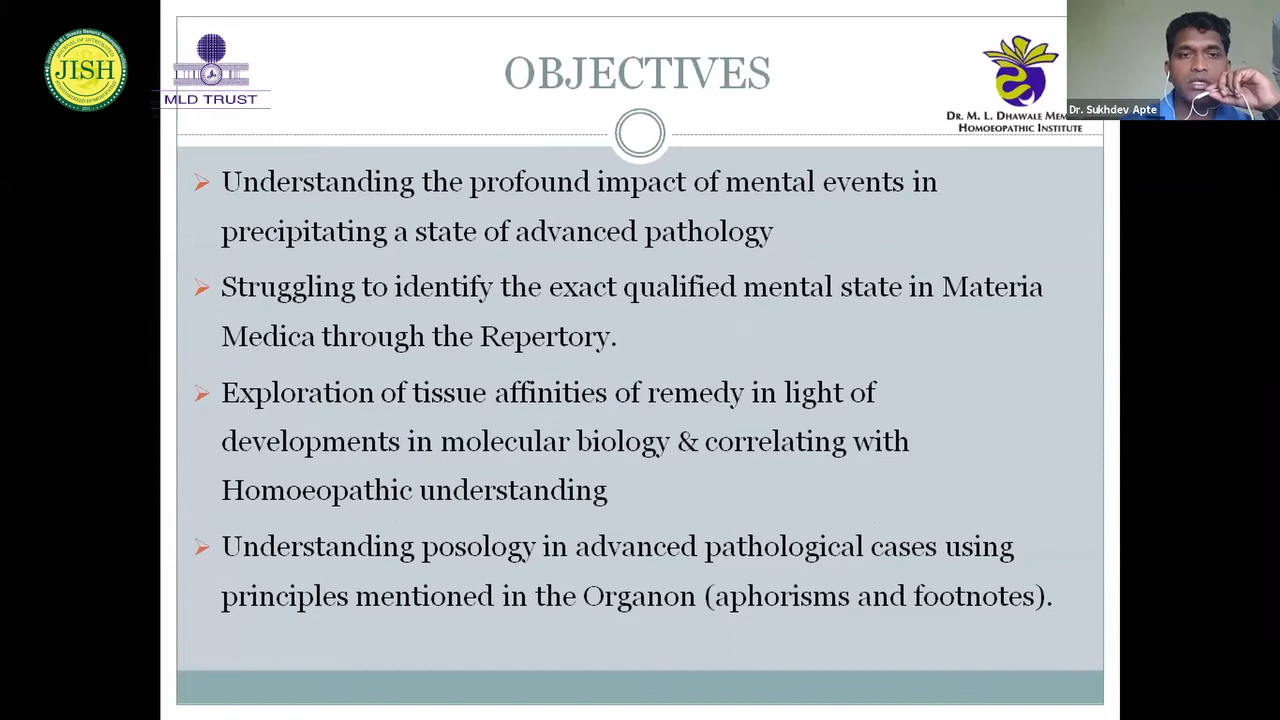 OBJECTIVES
JISH
MLD TRUST
DR. M. L. DHAWALE MEM
HOMOEOPATHIC INSTITUTE
Dr. Sukhdev Apte
Understanding the profound impact of mental events in
precipitating a state of advanced pathology
Struggling to identify the exact qualified mental state in Materia
Medica through the Repertory.
Exploration of tissue affinities of remedy in light of
developments in molecular biology & correlating with
Homoeopathic understanding
Understanding posology in advanced pathological cases using
principles mentioned in the Organon (aphorisms and footnotes).